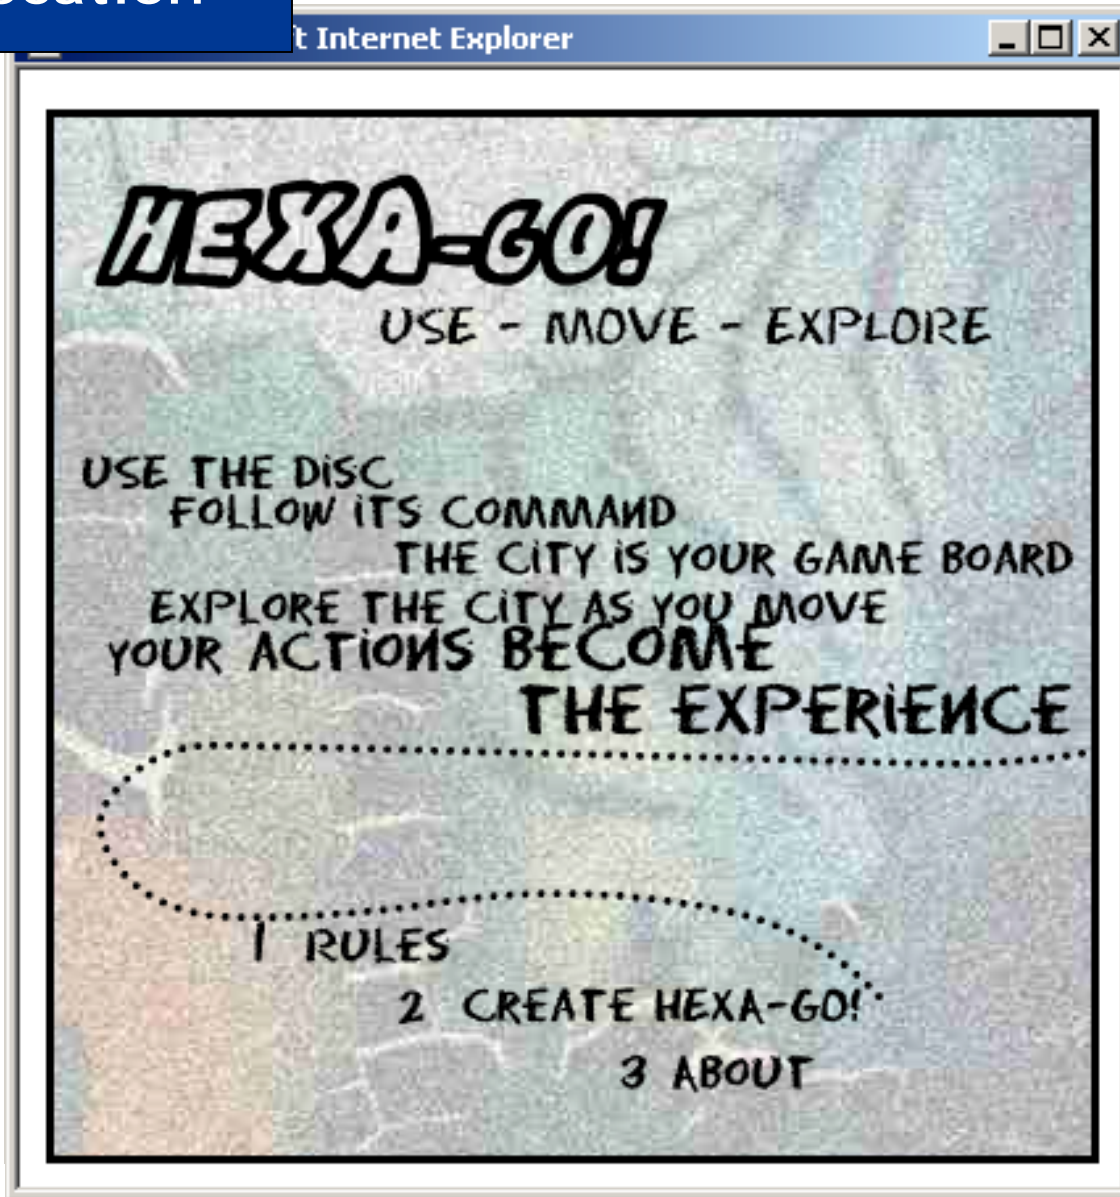 t Internet Explorer
HEXA-GO!
USE - MOVE - EXPLORE
USE THE DISC
FOLLOW ITS COMMAND
THE CITY IS YOUR GAME BOARD
EXPLORE THE CITY AS YOU MOVE
YOUR ACTIONS BECOME
THE EXPERIENCE
1 RULES
2 CREATE HEXA-GO!
3 ABOUT